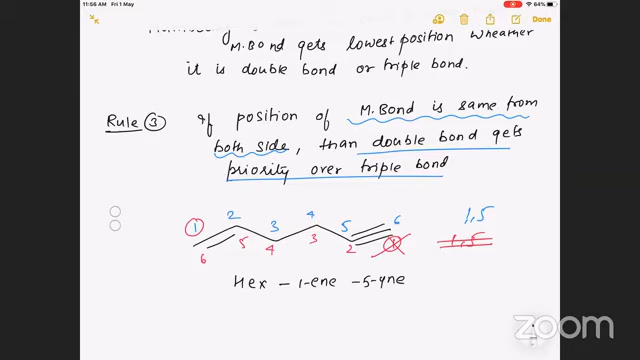 11:56 AM Fri 1 May
64%
Done
M.Bond gets lowest position wheather
it is double bond or triple bond.
Rule ③ If position of M.Bond is same from
both side, than double bond gets
priority over triple bond
1 2 3 4 5 6 1,5
6 5 4 3 2 1 1,5
Hex - 1-ene - 5-yne
zoom